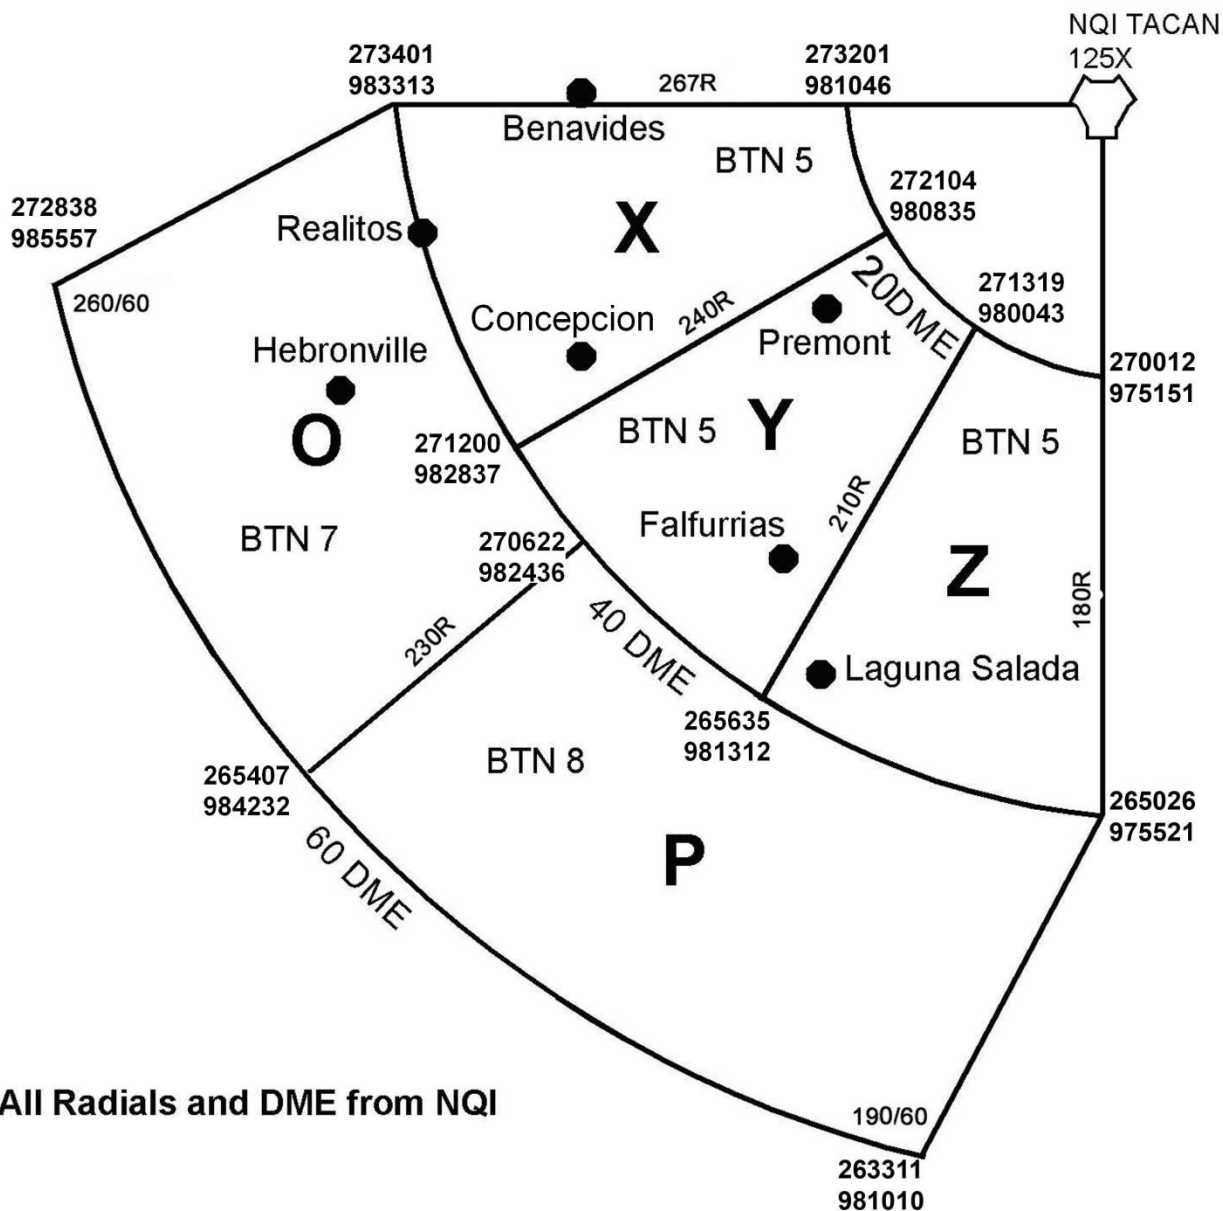 NQI TACAN
125X
273401
983313
273201
981046
267R
Benavides
BTN 5
272104
980835
272838
985557
Realitos
X
260/60
Hebronville
Concepcion
240R
20DME
271319
980043
Premont
270012
975151
O
271200
982837
BTN 5
Y
BTN 5
BTN 7
270622
982436
Falfurrias
210R
Z
180R
230R
40 DME
Laguna Salada
265635
981312
265407
984232
BTN 8
265026
975521
60 DME
P
All Radials and DME from NQI
190/60
263311
981010